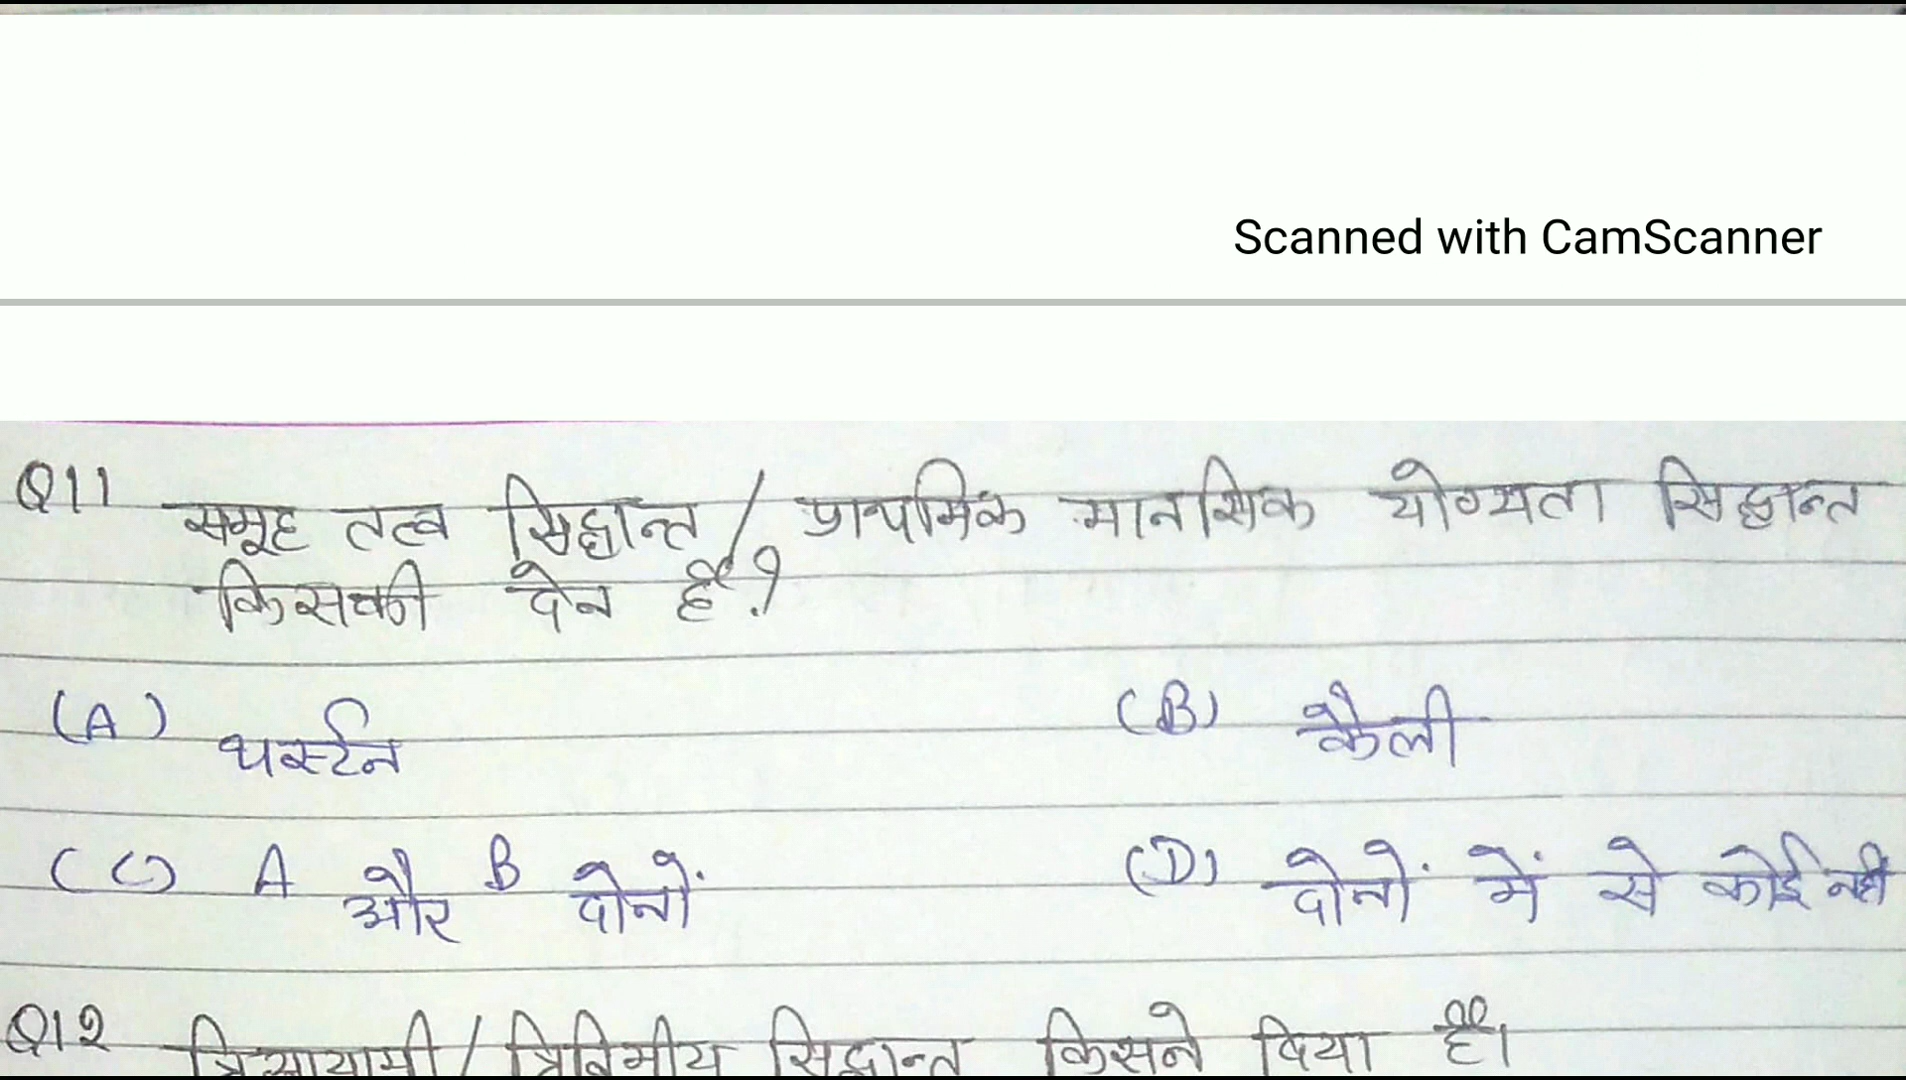 Scanned with CamScanner
Q11 समूह तत्व सिद्धान्त / प्राथमिक मानसिक योग्यता सिद्धान्त
किसकी देन है?
(A) थर्स्टन (B) कैली
(C) A और B दोनों (D) दोनों में से कोई नहीं
Q12 त्रिआयामी / त्रिविमीय सिद्धान्त किसने दिया है।